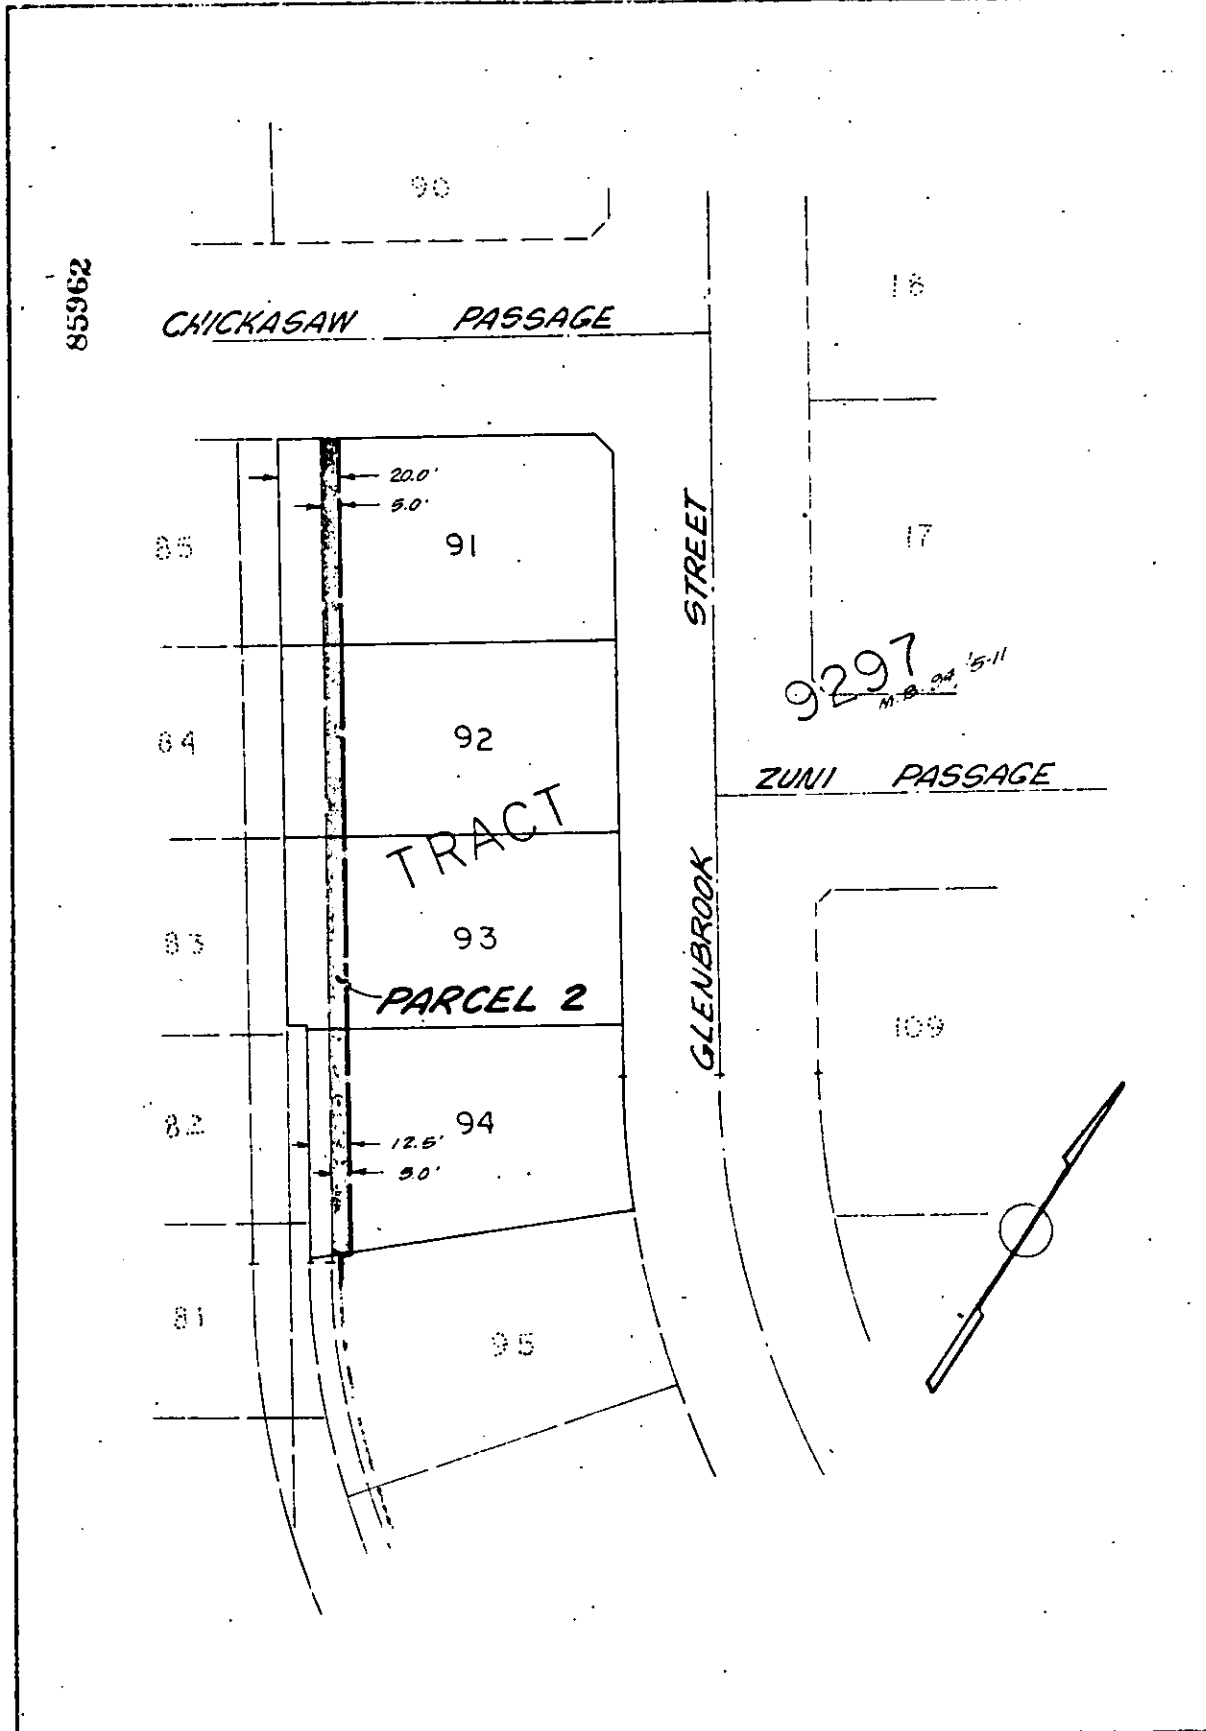 90
85962
18
CHICKASAW PASSAGE
20.0'
5.0'
85
91
STREET
17
9297
M.B. 94, 5-11
84
92
ZUNI PASSAGE
TRACT
83
93
GLENBROOK
PARCEL 2
109
82
94
12.5'
5.0'
81
95